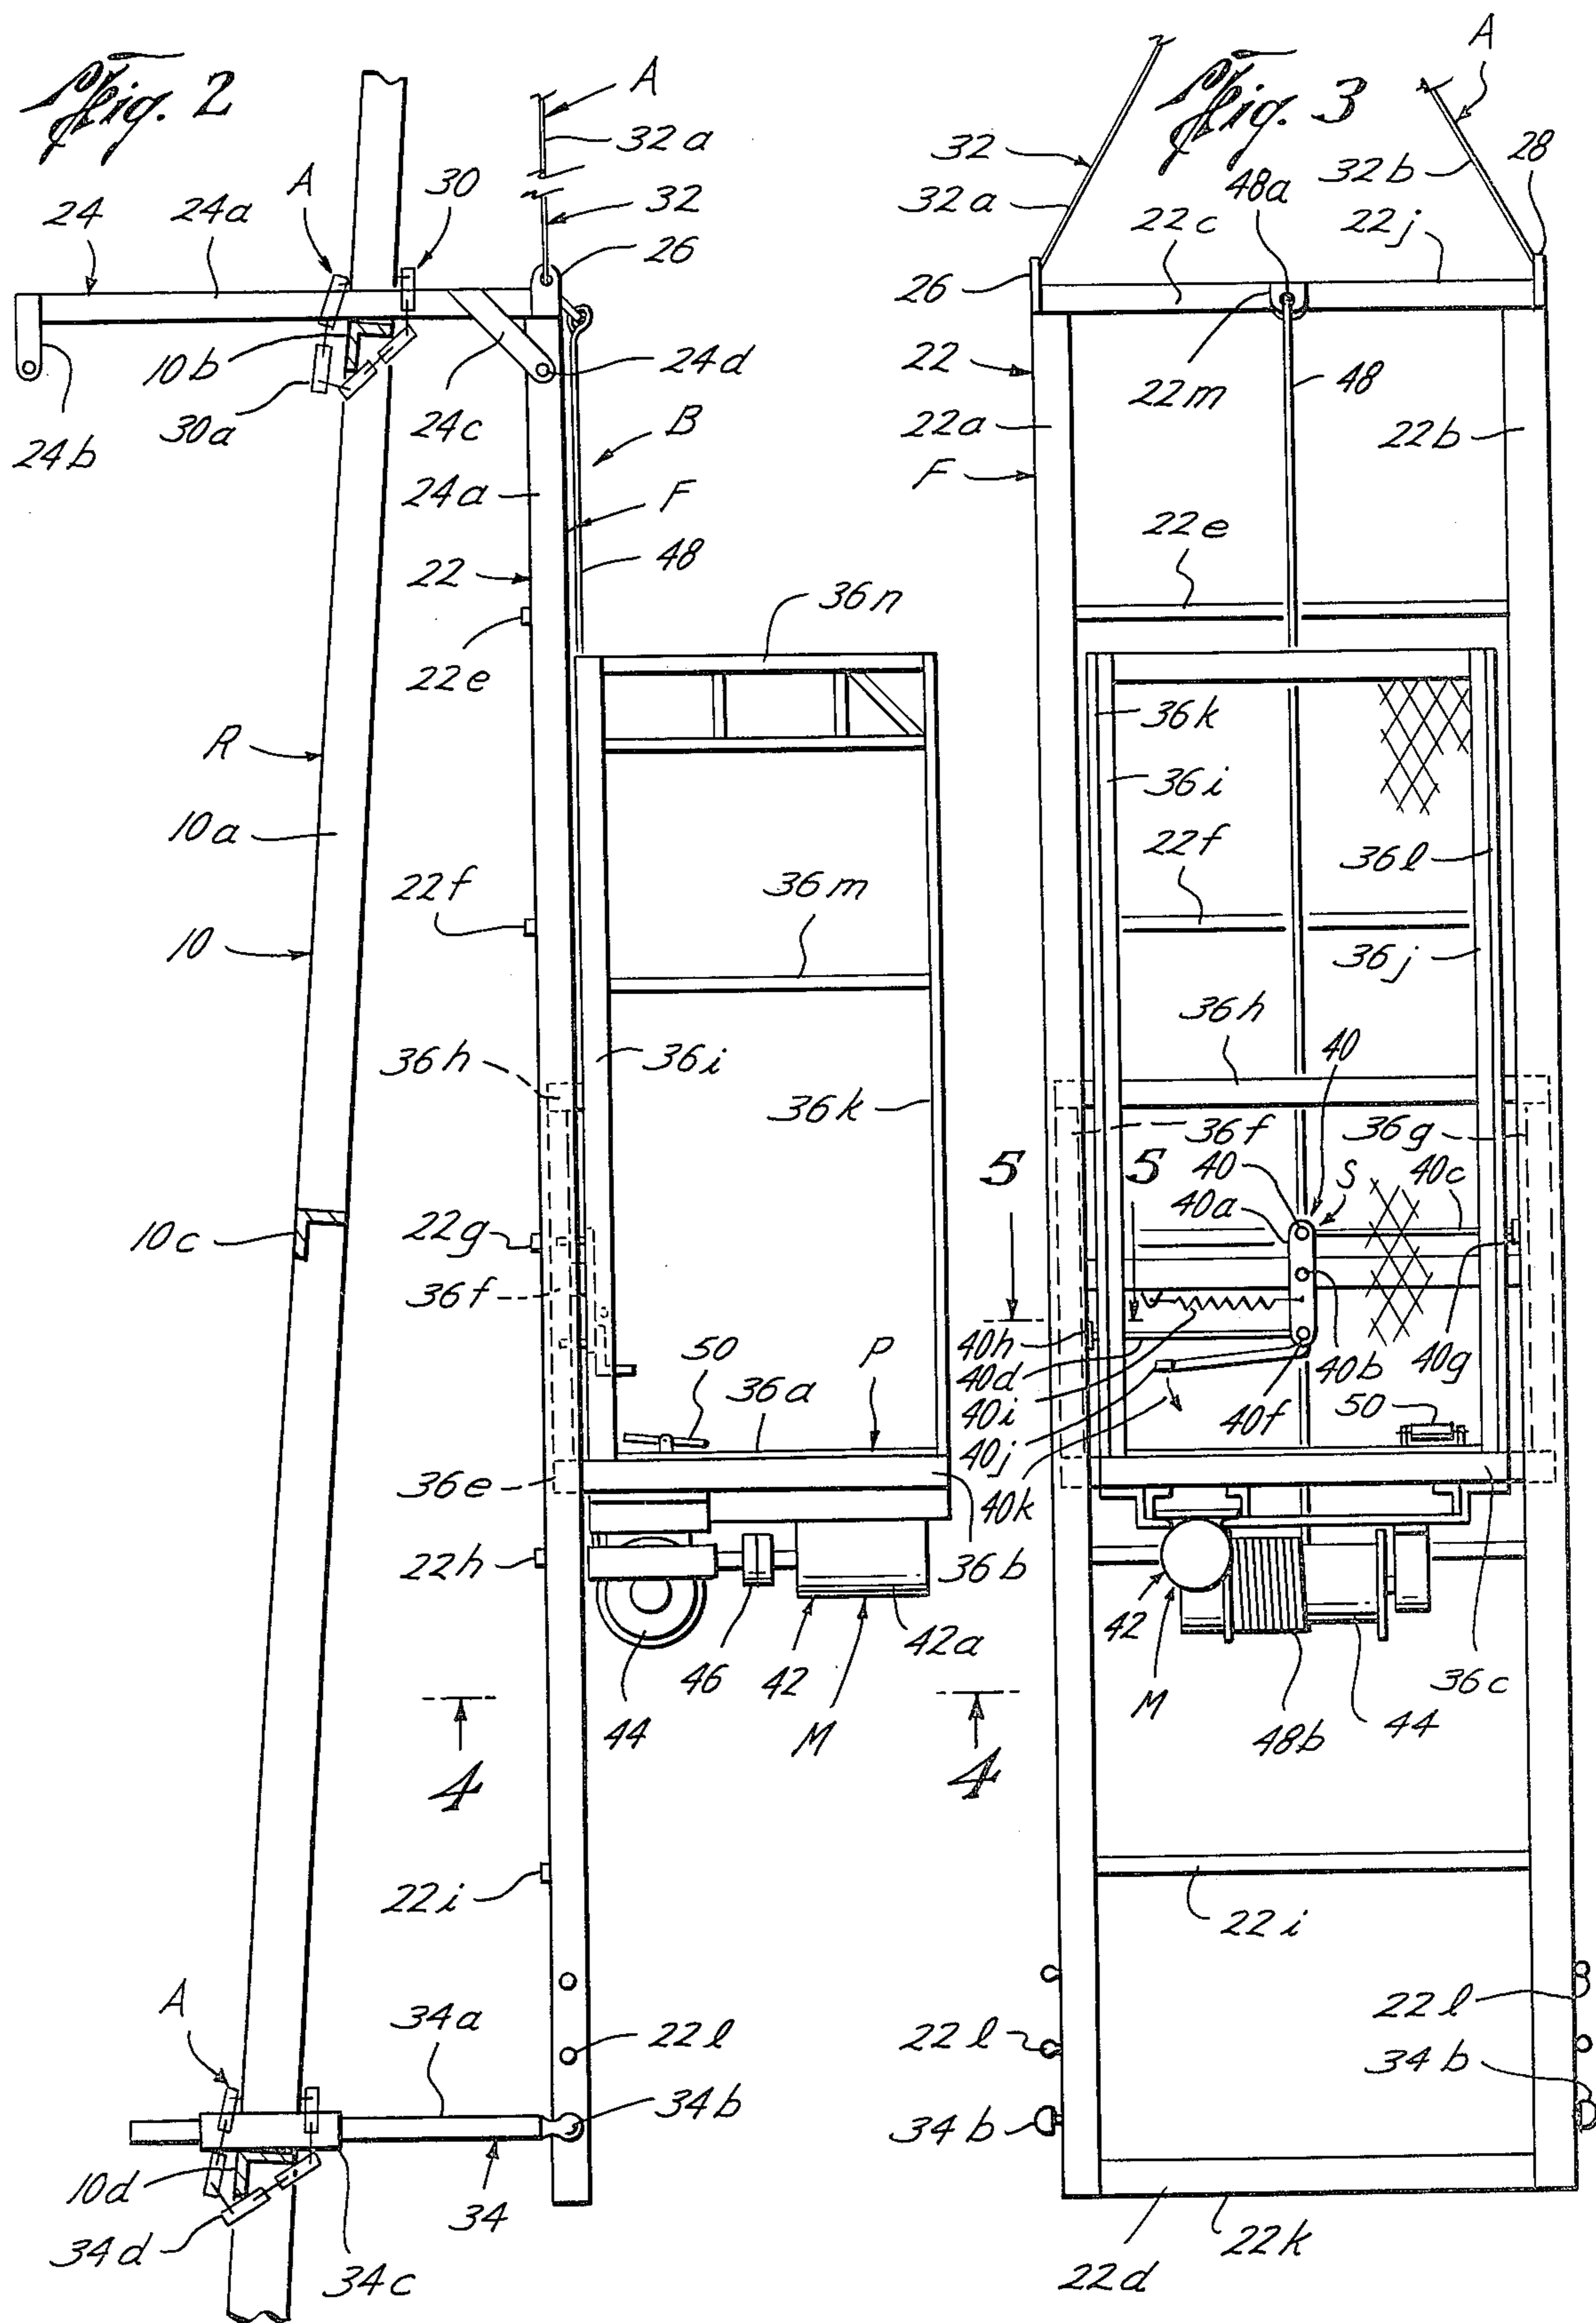 Fig. 2
A
32a
32
30
A
24
24a
26
10b
30a
24b
24c
24d
B
24a
F
22
48
22e
36n
R
10a
22f
10
36m
36h
36i
36k
10c
22g
36f
50
36a
P
36e
22h
36b
44
46
42
42a
M
4
22i
A
34a
22l
34b
10d
34d
34c
34
Fig. 3
A
32
32a
48a
32b
28
26
22c
22j
22
22m
48
22a
22b
F
22e
36k
36i
22f
36l
36j
36h
40
36f
36g
5
5
40
40a
S
40c
40h
40d
40i
40j
40k
40b
40f
40g
50
42
M
48b
44
36c
4
22i
22l
22l
34b
34b
22d
22k